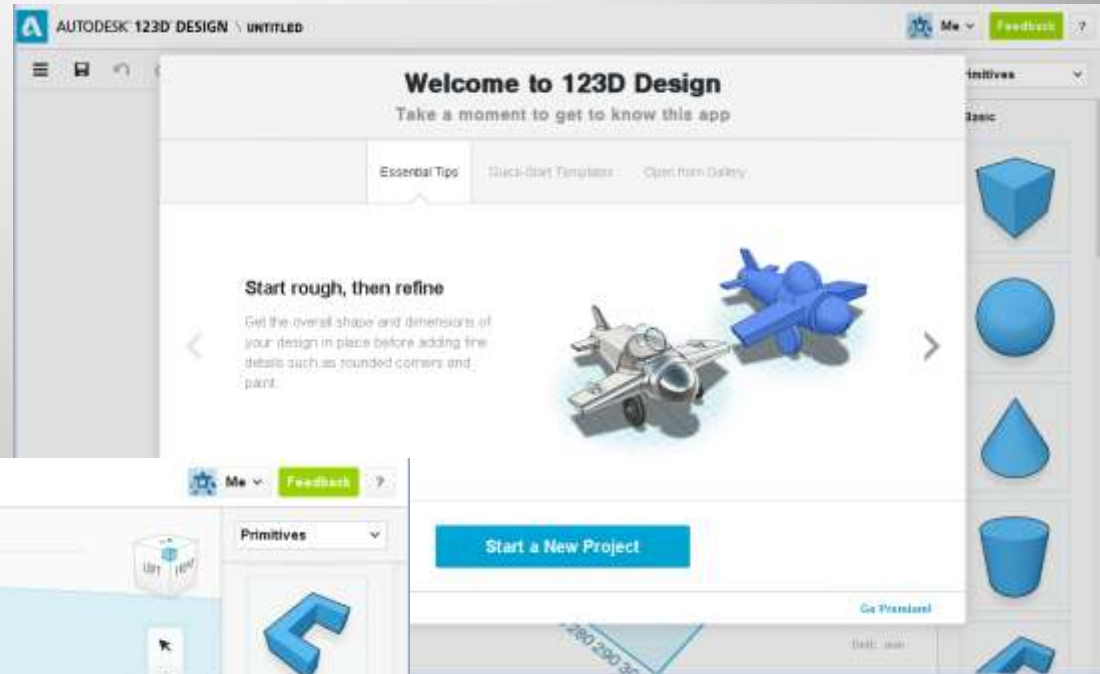 AUTODESK 123D DESIGN \ UNTITLED
Me
Feedback
?
Primitives
Basic
Welcome to 123D Design
Take a moment to get to know this app
Essential Tips
Quick-Start Templates
Open from Gallery
Start rough, then refine
Get the overall shape and dimensions of
your design in place before adding fine
details such as rounded corners and
paint.
Start a New Project
Go Premium!
280 290 30
Unit: mm
Me
Feedback
?
Primitives
LEFT
FRONT